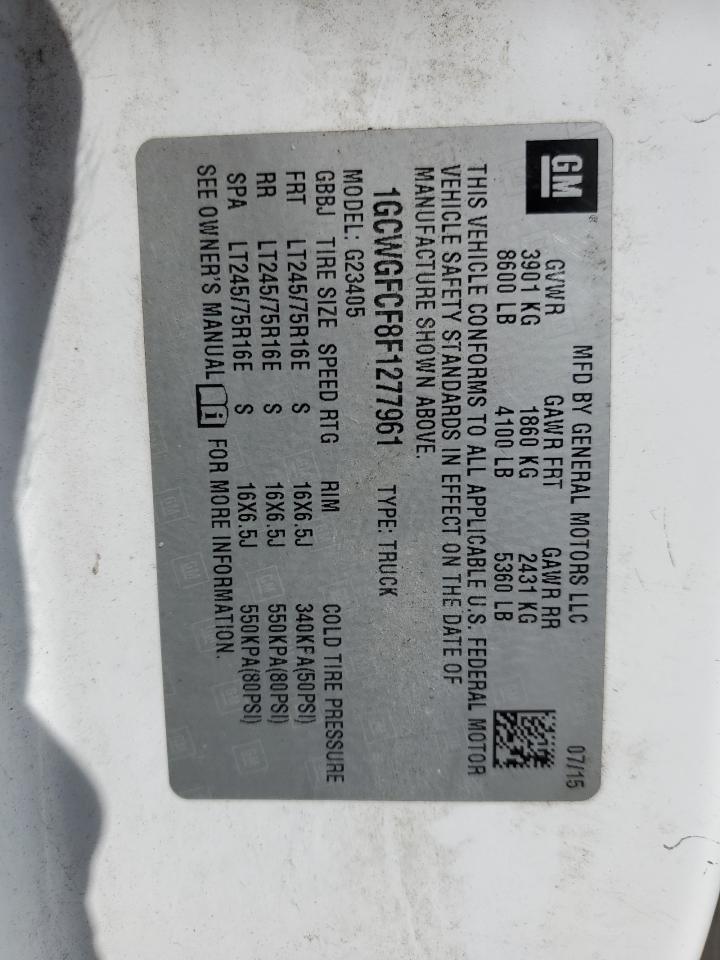 GM
MFD BY GENERAL MOTORS LLC 07/15
GVWR GAWR FRT GAWR RR
3901 KG 1860 KG 2431 KG
8600 LB 4100 LB 5360 LB
THIS VEHICLE CONFORMS TO ALL APPLICABLE U.S. FEDERAL MOTOR
VEHICLE SAFETY STANDARDS IN EFFECT ON THE DATE OF
MANUFACTURE SHOWN ABOVE.
1GCWGFCF8F1277961 TYPE: TRUCK
MODEL: G23405
GBBJ TIRE SIZE SPEED RTG RIM COLD TIRE PRESSURE
FRT LT245/75R16E S 16X6.5J 340KPA(50PSI)
RR LT245/75R16E S 16X6.5J 550KPA(80PSI)
SPA LT245/75R16E S 16X6.5J 550KPA(80PSI)
SEE OWNER'S MANUAL i FOR MORE INFORMATION.